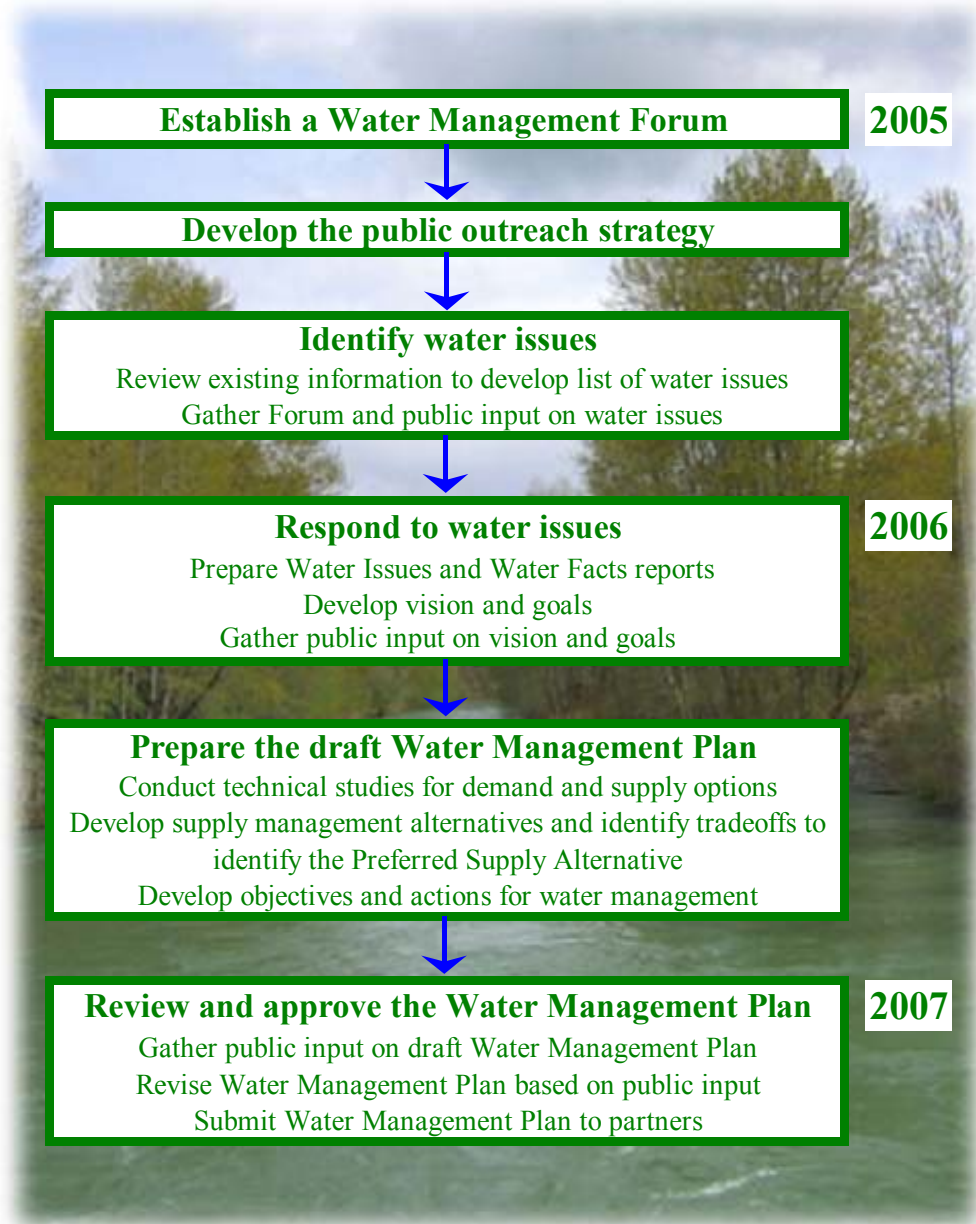 Establish a Water Management Forum
2005
Develop the public outreach strategy
Identify water issues
Review existing information to develop list of water issues
Gather Forum and public input on water issues
Respond to water issues
2006
Prepare Water Issues and Water Facts reports
Develop vision and goals
Gather public input on vision and goals
Prepare the draft Water Management Plan
Conduct technical studies for demand and supply options
Develop supply management alternatives and identify tradeoffs to
identify the Preferred Supply Alternative
Develop objectives and actions for water management
Review and approve the Water Management Plan
2007
Gather public input on draft Water Management Plan
Revise Water Management Plan based on public input
Submit Water Management Plan to partners